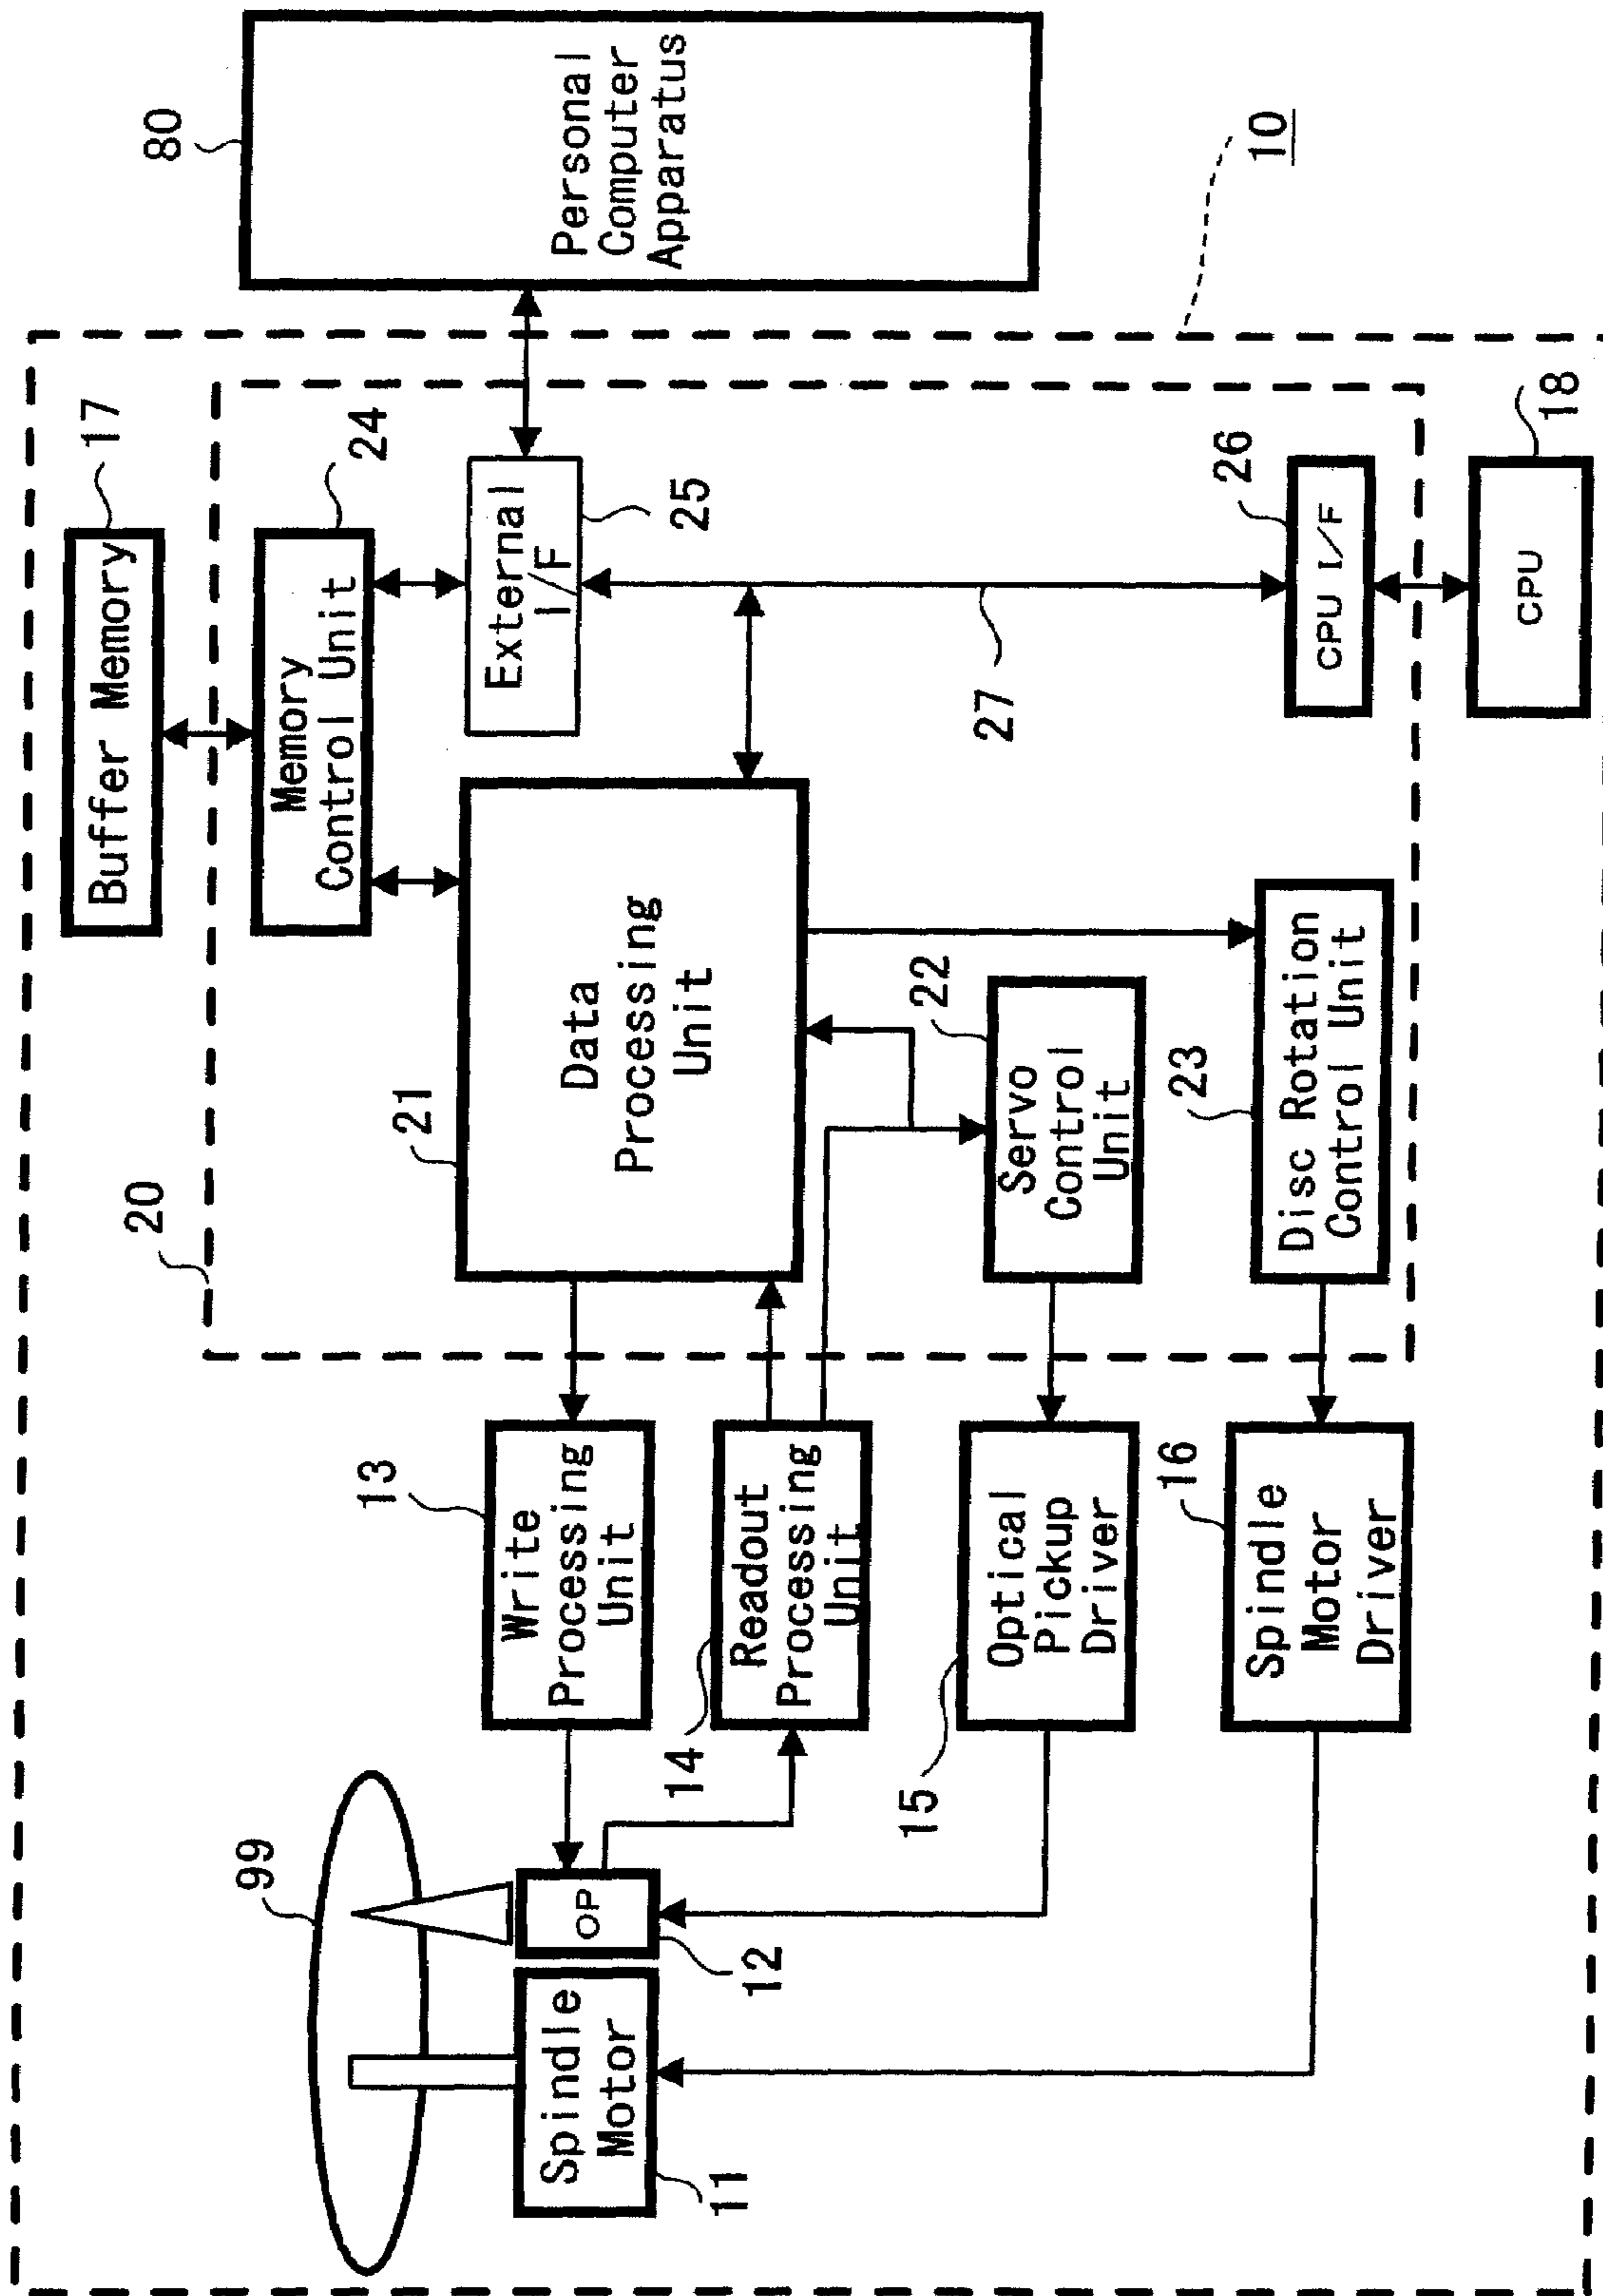 99
Spindle
Motor
11
OP
12
13
Write
Processing
Unit
14
Readout
Processing
Unit
15
Optical
Pickup
Driver
16
Spindle
Motor
Driver
20
21
Data
Processing
Unit
22
Servo
Control
Unit
23
Disc Rotation
Control Unit
Buffer Memory
17
Memory
Control Unit
24
External
I/F
25
27
26
CPU I/F
CPU
18
80
Personal
Computer
Apparatus
10